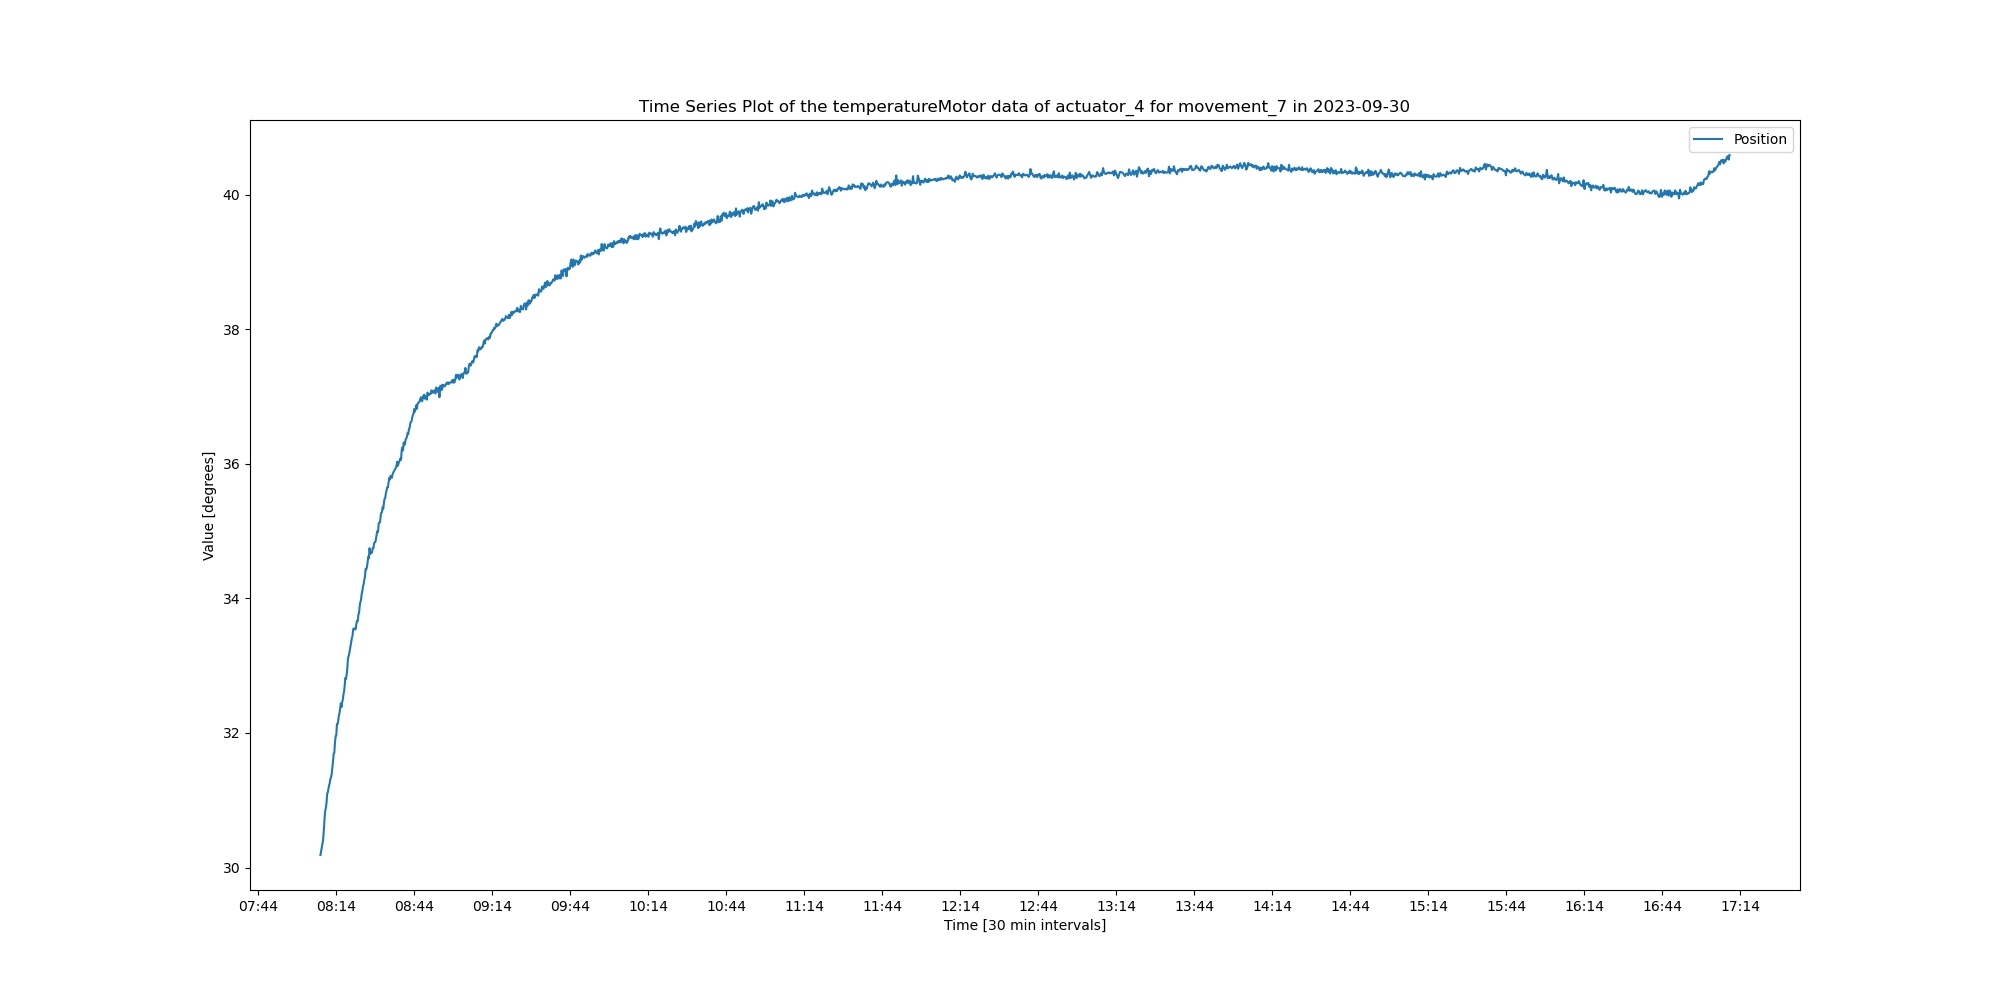 Time Series Plot of the temperatureMotor data of actuator_4 for movement_7 in 2023-09-30
Position
Value [degrees]
40
38
36
34
32
30
07:44 08:14 08:44 09:14 09:44 10:14 10:44 11:14 11:44 12:14 12:44 13:14 13:44 14:14 14:44 15:14 15:44 16:14 16:44 17:14
Time [30 min intervals]